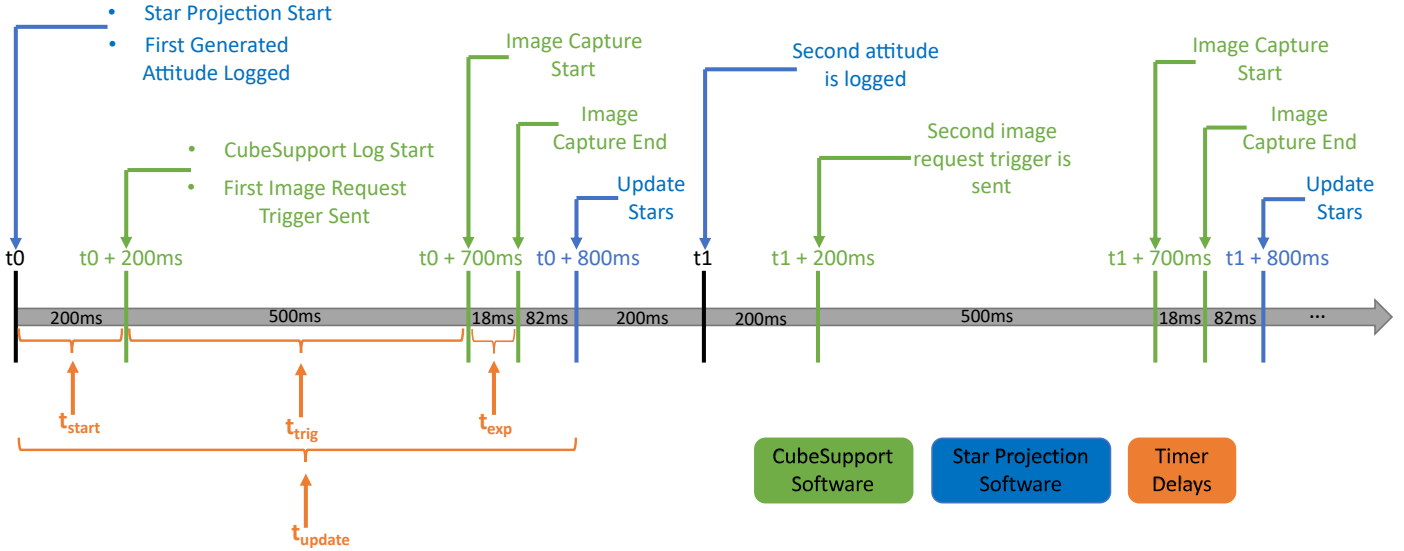 • Star Projection Start
• First Generated
Attitude Logged
Image Capture
Start
Second attitude
is logged
Image Capture
Start
Image
Capture End
Image
Capture End
• CubeSupport Log Start
• First Image Request
Trigger Sent
Second image
request trigger is
sent
Update
Stars
Update
Stars
t0
t0 + 200ms
t0 + 700ms
t0 + 800ms
t1
t1 + 200ms
t1 + 700ms
t1 + 800ms
200ms
500ms
18ms
82ms
200ms
200ms
500ms
18ms
82ms
...
tstart
ttrig
texp
tupdate
CubeSupport
Software
Star Projection
Software
Timer
Delays